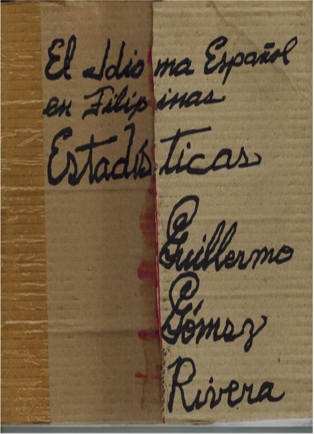 El Idioma Español
en Filipinas
Estadísticas
Guillermo
Gómez
Rivera